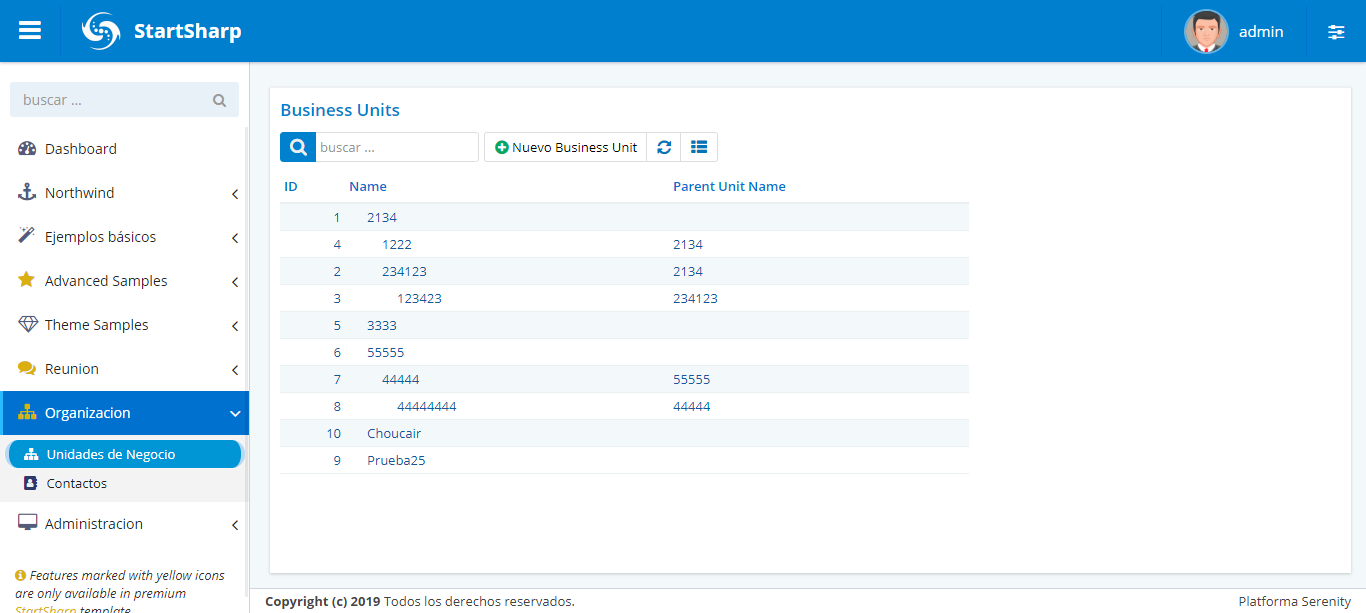 StartSharp
admin
buscar ...
Dashboard
Northwind
Ejemplos básicos
Advanced Samples
Theme Samples
Reunion
Organizacion
Unidades de Negocio
Contactos
Administracion
Features marked with yellow icons
are only available in premium
StartSharp template
Business Units
buscar ...
Nuevo Business Unit
ID Name Parent Unit Name
1 2134
4 1222 2134
2 234123 2134
3 123423 234123
5 3333
6 55555
7 44444 55555
8 44444444 44444
10 Choucair
9 Prueba25
Copyright (c) 2019 Todos los derechos reservados.
Platforma Serenity